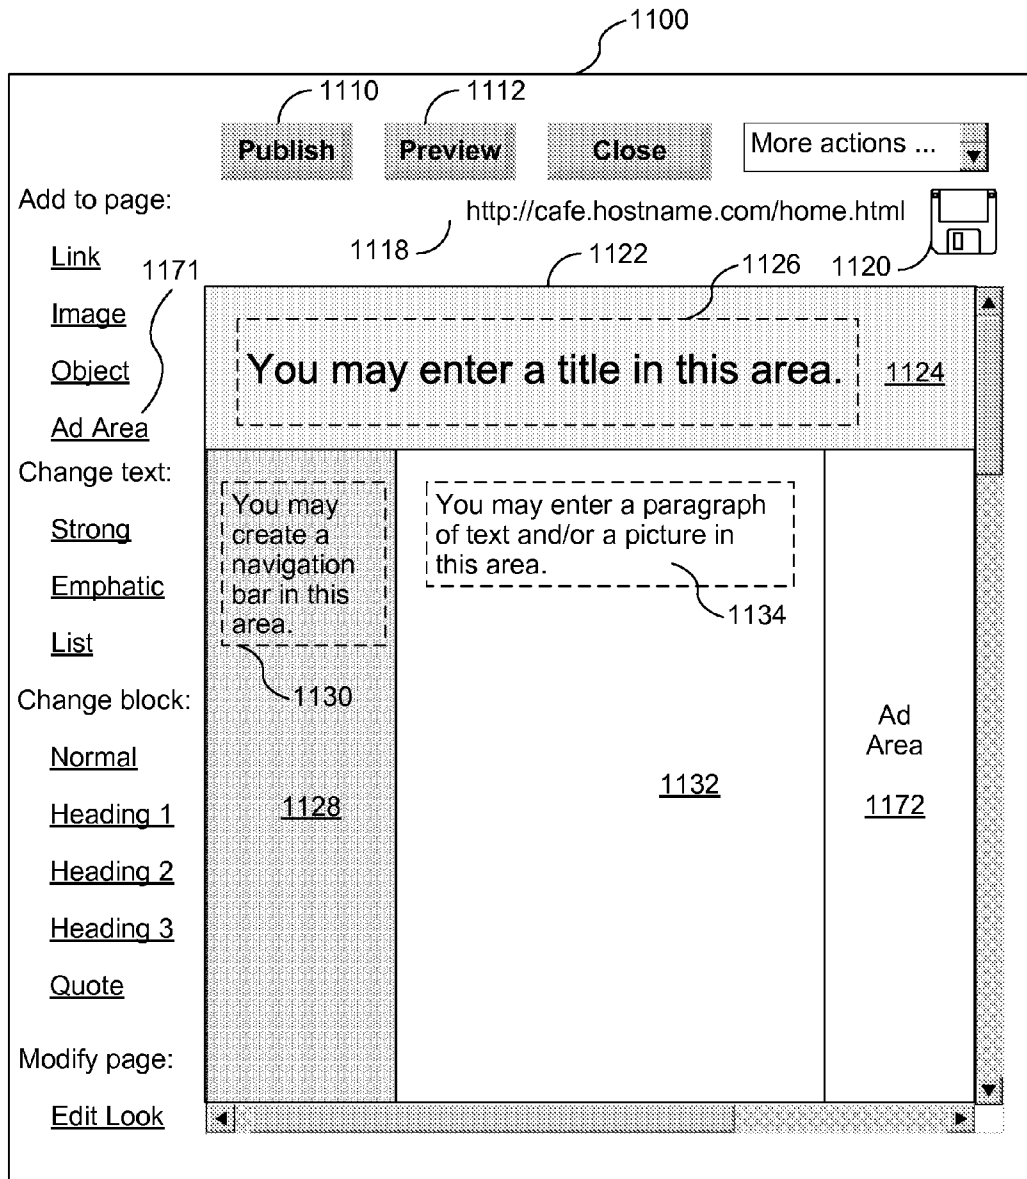 1100
1110
1112
Publish
Preview
Close
More actions ...
Add to page:
http://cafe.hostname.com/home.html
1118
1120
Link
1171
1122
1126
Image
Object
Ad Area
You may enter a title in this area.
1124
Change text:
Strong
Emphatic
List
You may
create a
navigation
bar in this
area.
1130
You may enter a paragraph
of text and/or a picture in
this area.
1134
Change block:
Normal
Heading 1
Heading 2
Heading 3
Quote
1128
1132
Ad
Area
1172
Modify page:
Edit Look